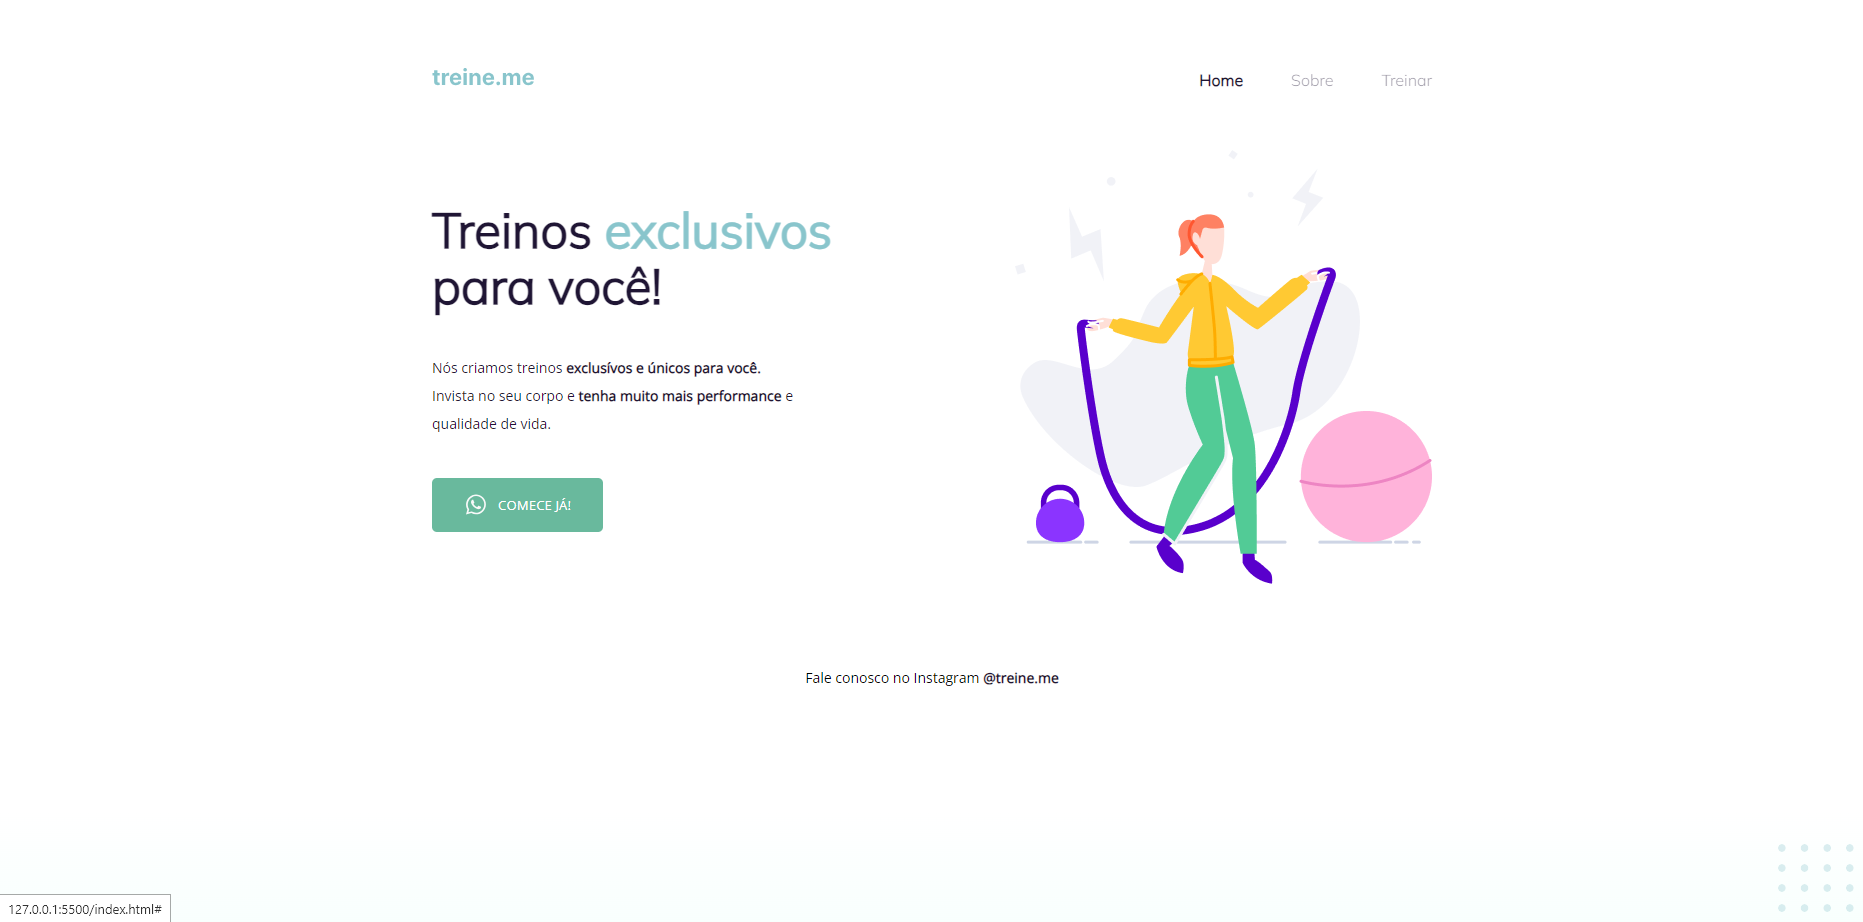 treine.me
Home
Sobre
Treinar
Treinos exclusivos
para você!
Nós criamos treinos exclusívos e únicos para você.
Invista no seu corpo e tenha muito mais performance e
qualidade de vida.
COMECE JÁ!
Fale conosco no Instagram @treine.me
127.0.0.1:5500/index.html#